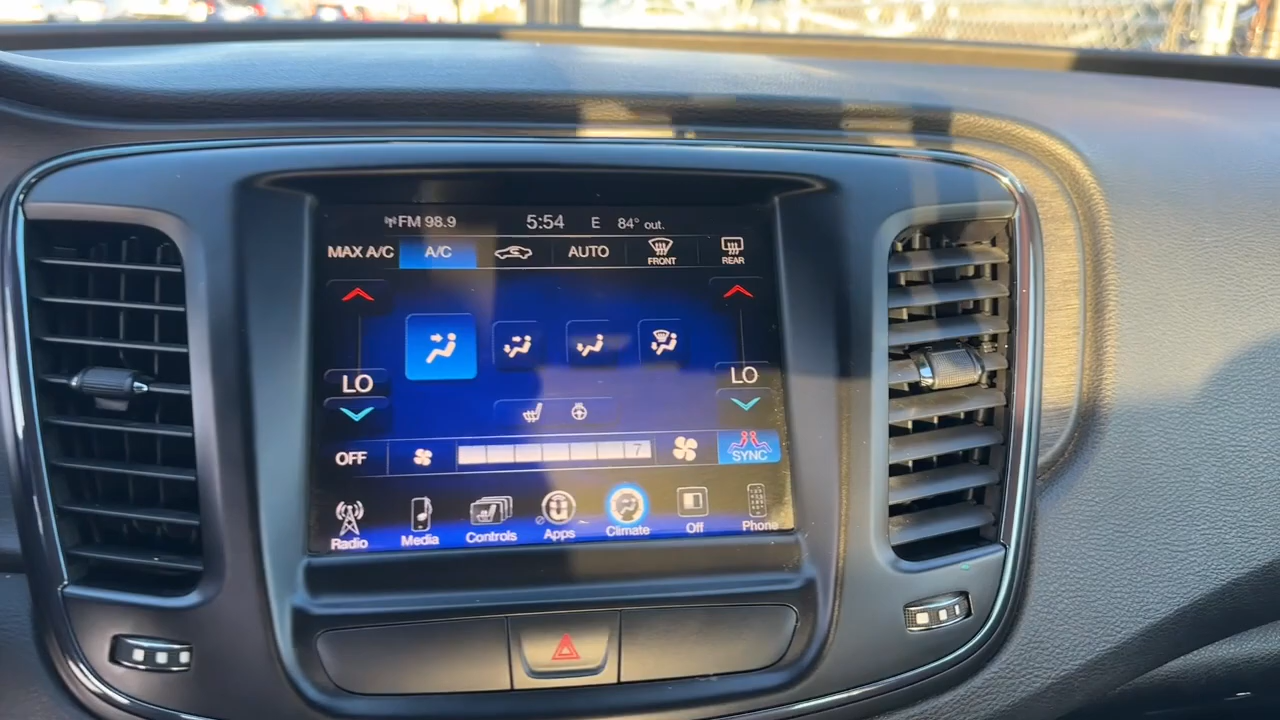 FM 98.9 5:54 E 84° out.
MAX A/C A/C AUTO FRONT REAR
LO LO
OFF 7 SYNC
Radio Media Controls Apps Climate Off Phone